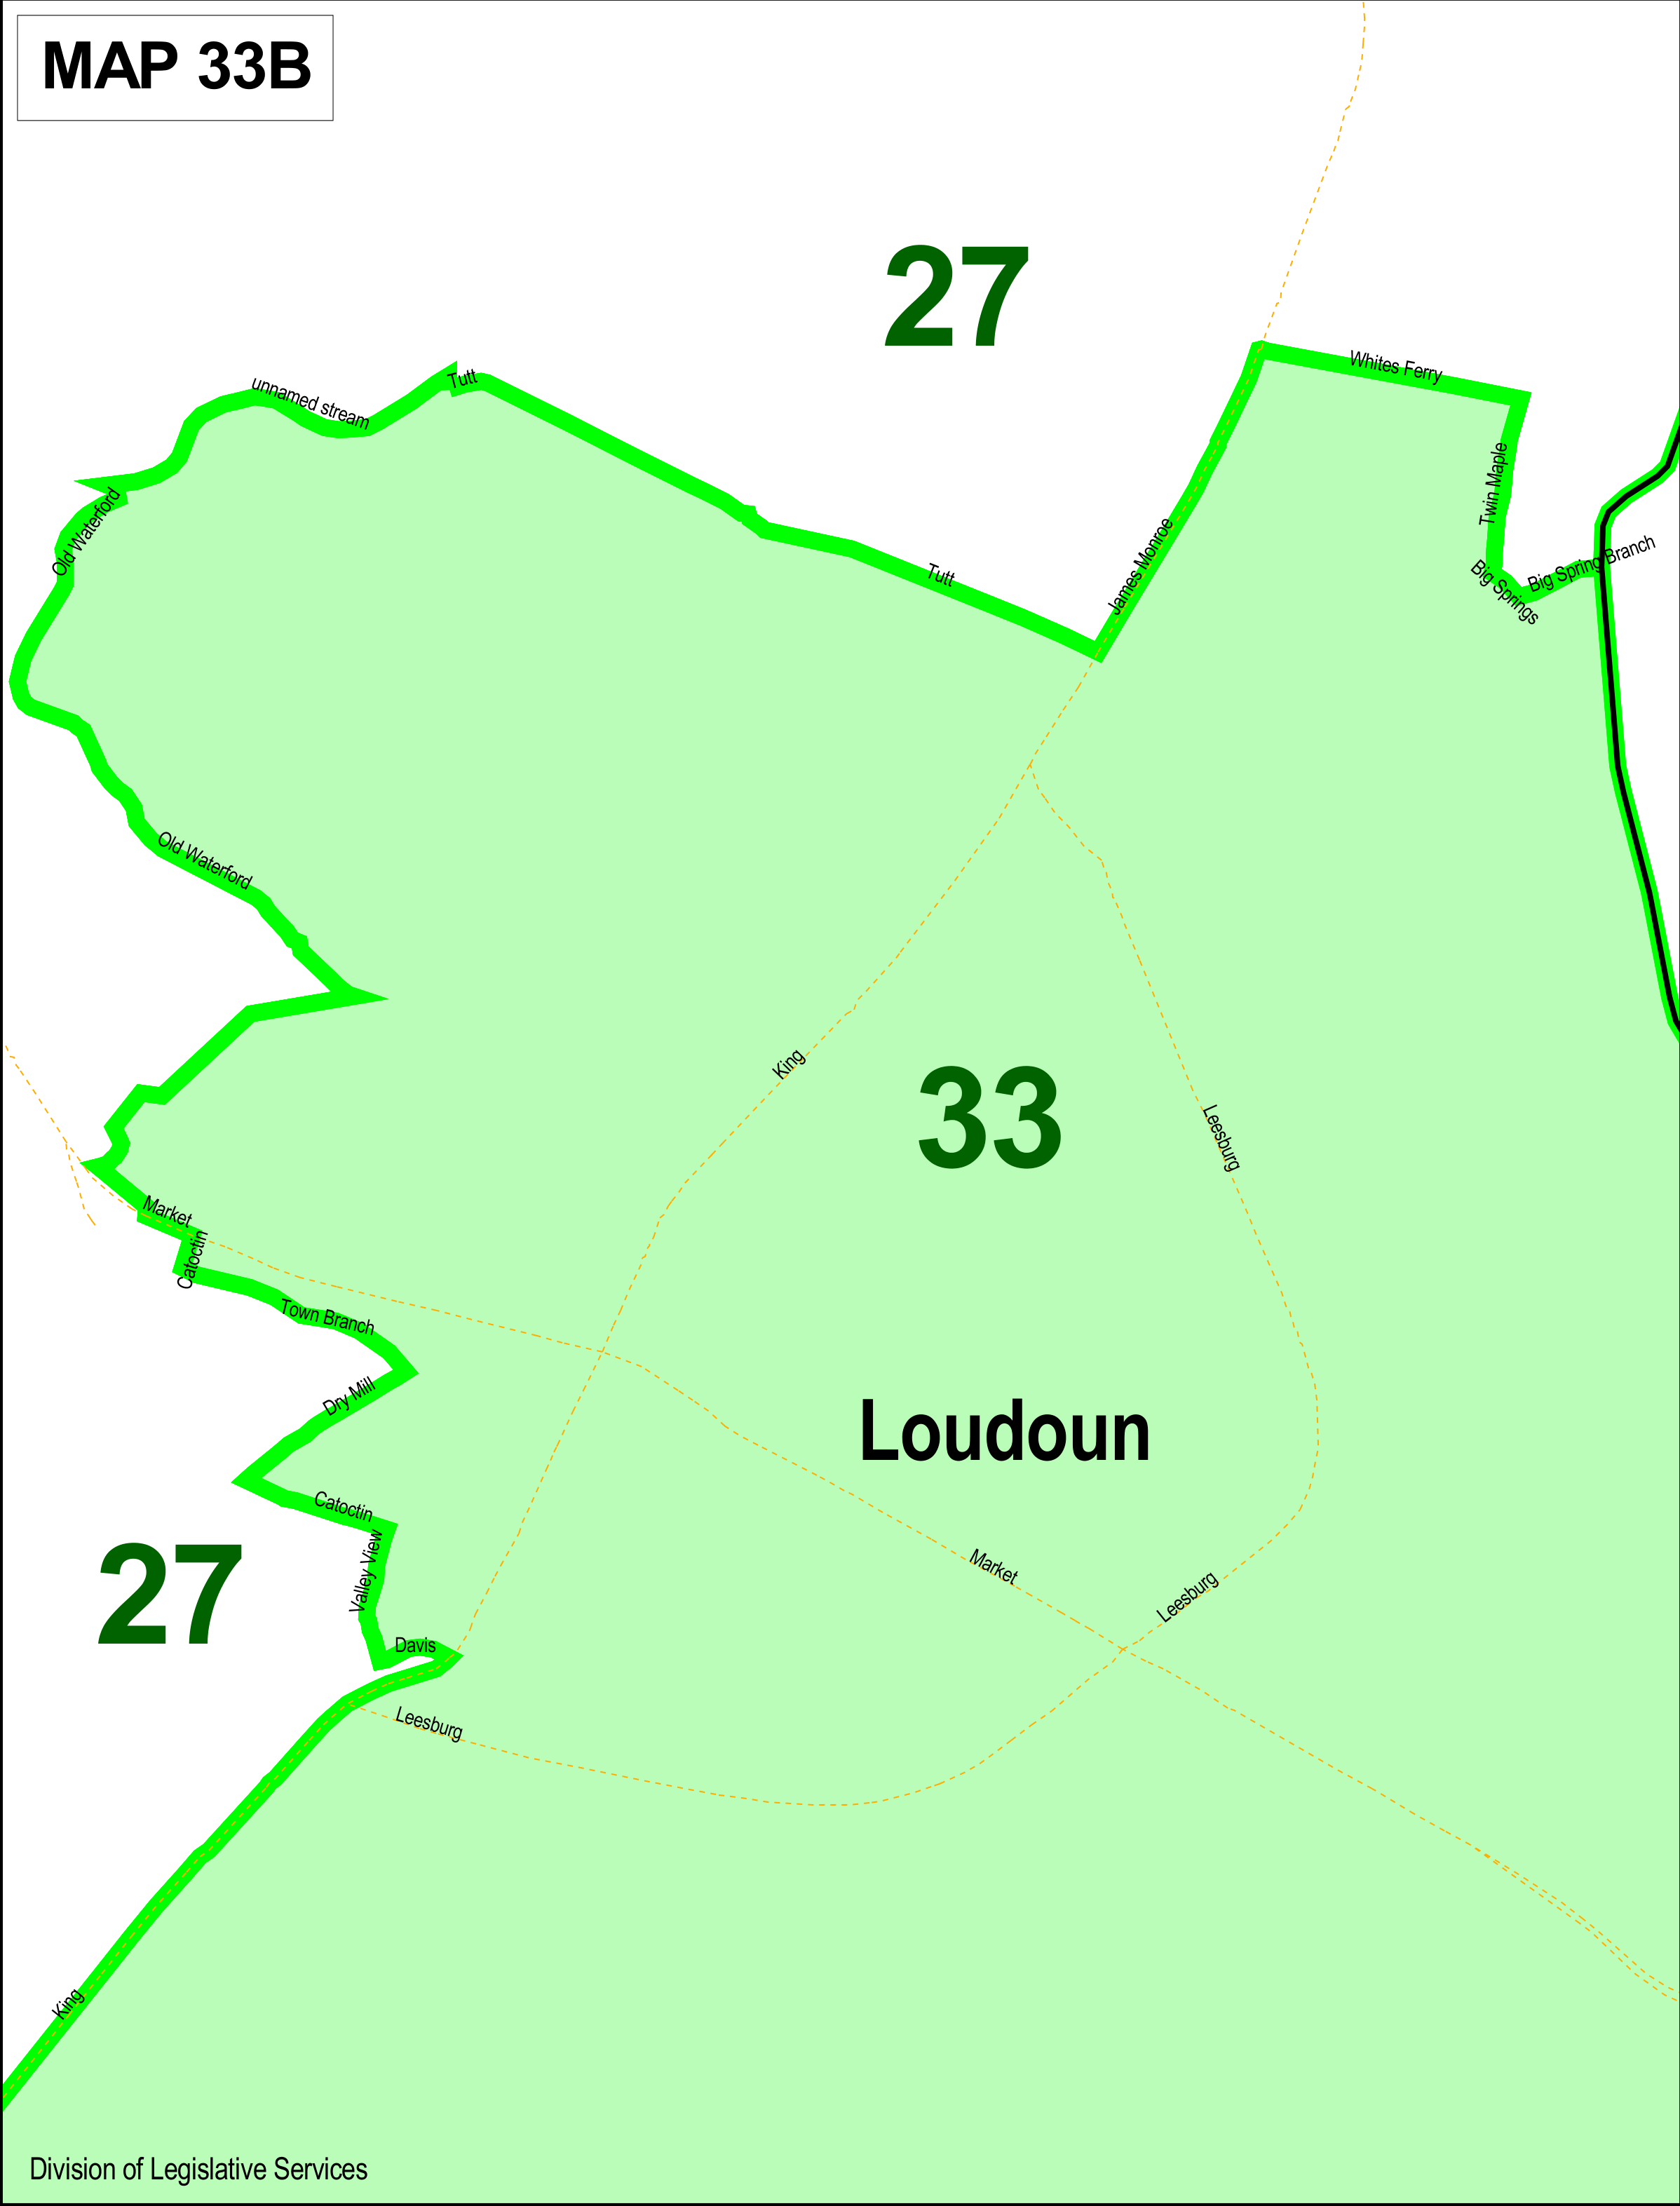 MAP 33B
27
Whites Ferry
unnamed stream
Tutt
Twin Maple
Old Waterford
James Monroe
Big Spring Branch
Tutt
Big Springs
Old Waterford
King
33
Leesburg
Market
Catoctin
Town Branch
Dry Mill
Loudoun
Catoctin
Market
27
Valley View
Leesburg
Davis
Leesburg
King
Division of Legislative Services